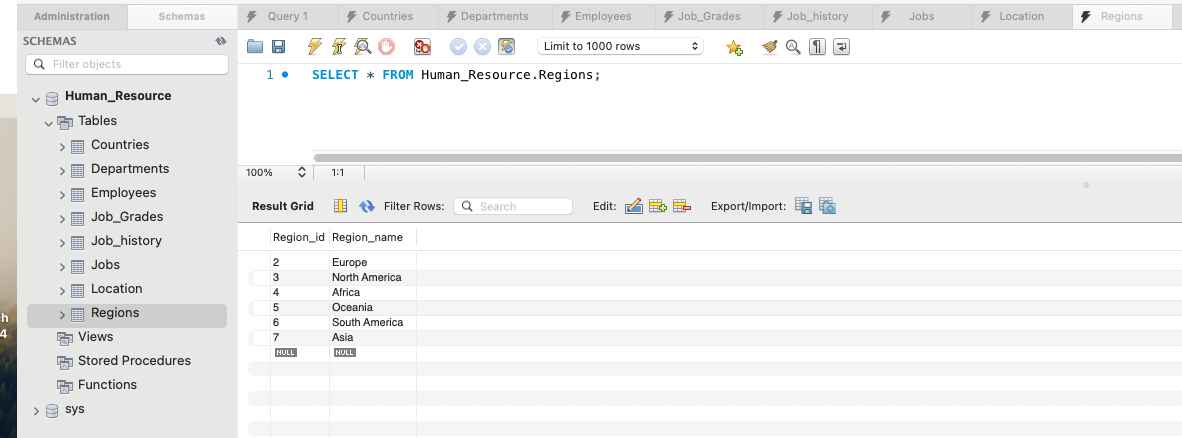 Administration Schemas Query 1 Countries Departments Employees Job_Grades Job_history Jobs Location Regions
SCHEMAS
Filter objects
Human_Resource
Tables
Countries
Departments
Employees
Job_Grades
Job_history
Jobs
Location
Regions
Views
Stored Procedures
Functions
sys
h
4
Limit to 1000 rows
1 SELECT * FROM Human_Resource.Regions;
100% 1:1
Result Grid Filter Rows: Search Edit: Export/Import:
Region_id Region_name
2 Europe
3 North America
4 Africa
5 Oceania
6 South America
7 Asia
NULL NULL